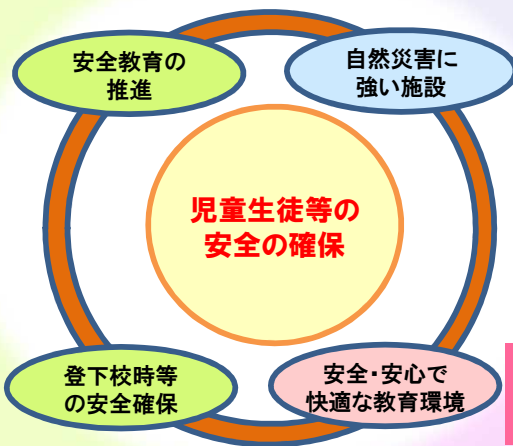 安全教育の
推進
自然災害に
強い施設
児童生徒等の
安全の確保
登下校時等
の安全確保
安全・安心で
快適な教育環境